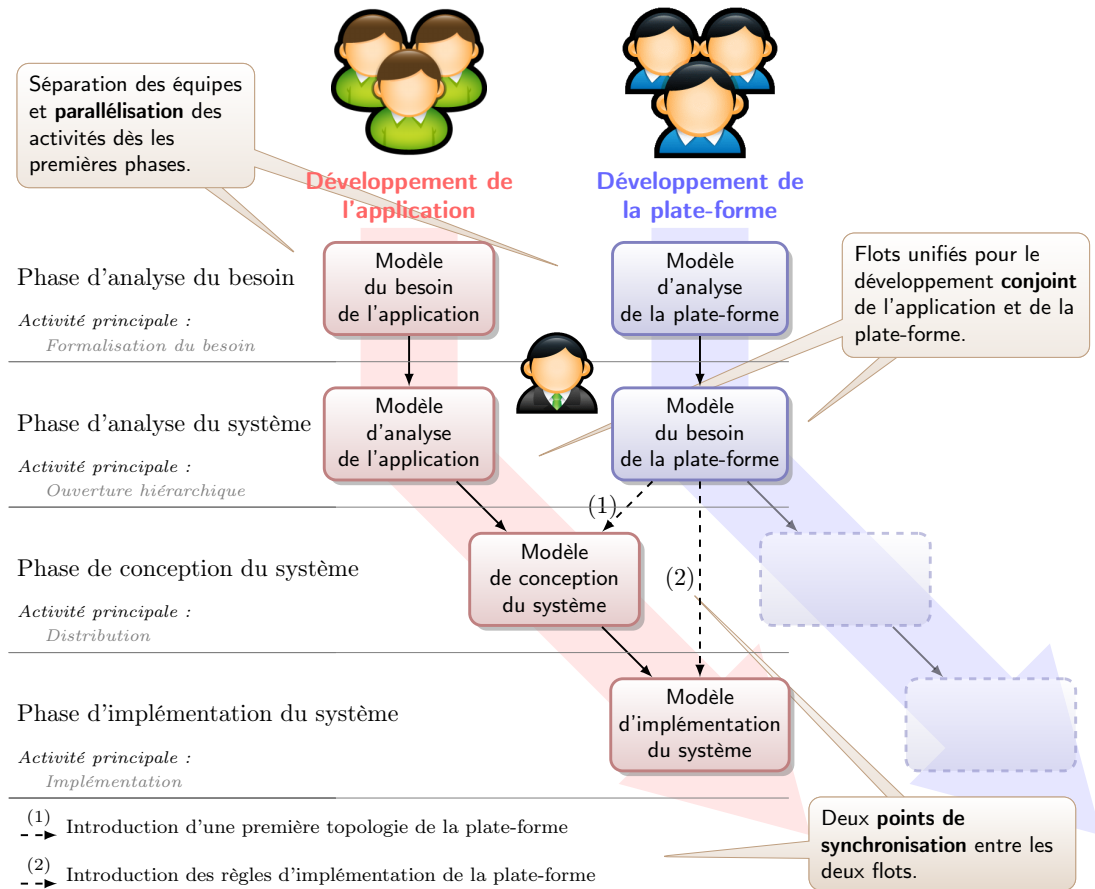 Séparation des équipes
et parallélisation des
activités dès les
premières phases.
Développement de
l'application
Développement de
la plate-forme
Flots unifiés pour le
développement conjoint
de l'application et de la
plate-forme.
Phase d'analyse du besoin
Activité principale :
Formalisation du besoin
Modèle
du besoin
de l'application
Modèle
d'analyse
de la plate-forme
Phase d'analyse du système
Activité principale :
Ouverture hiérarchique
Modèle
d'analyse
de l'application
Modèle
du besoin
de la plate-forme
(1)
(2)
Phase de conception du système
Activité principale :
Distribution
Modèle
de conception
du système
Phase d'implémentation du système
Activité principale :
Implémentation
Modèle
d'implémentation
du système
(1) Introduction d'une première topologie de la plate-forme
(2) Introduction des règles d'implémentation de la plate-forme
Deux points de
synchronisation entre les
deux flots.